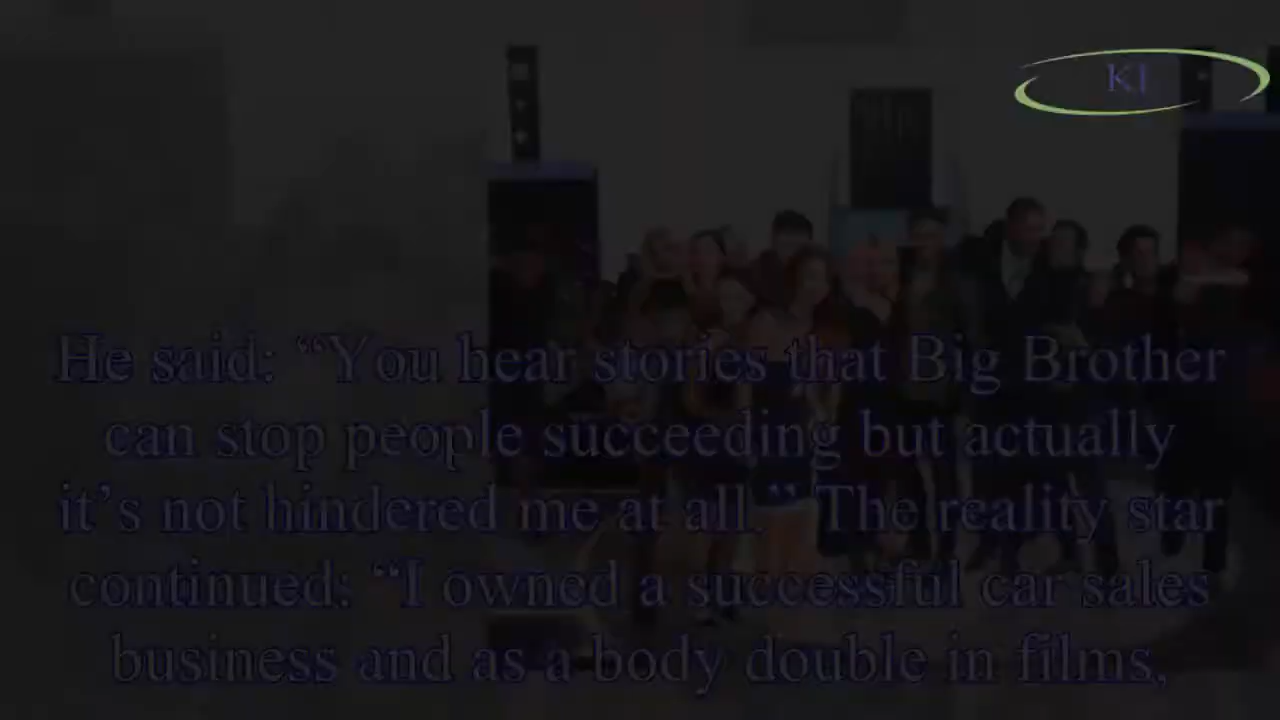 KL
He said: “You hear stories that Big Brother
can stop people succeeding but actually
it’s not hindered me at all.” The reality star
continued: “I owned a successful car sales
business and as a body double in films,